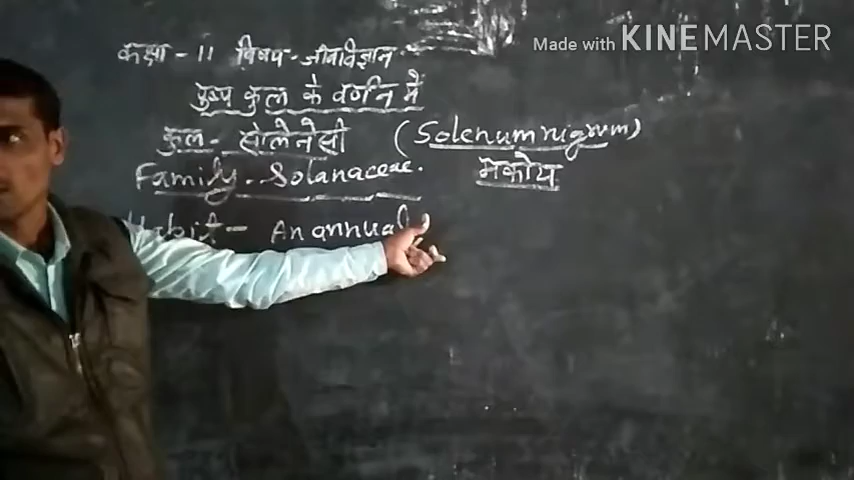 Made with KINEMASTER
कक्षा - 11 विषय - जीवविज्ञान
पुष्प कुल के वर्णन में
कुल - सोलेनेसी (Solenum nigrum)
Family - Solanaceae. मकोय
Habit - An annual